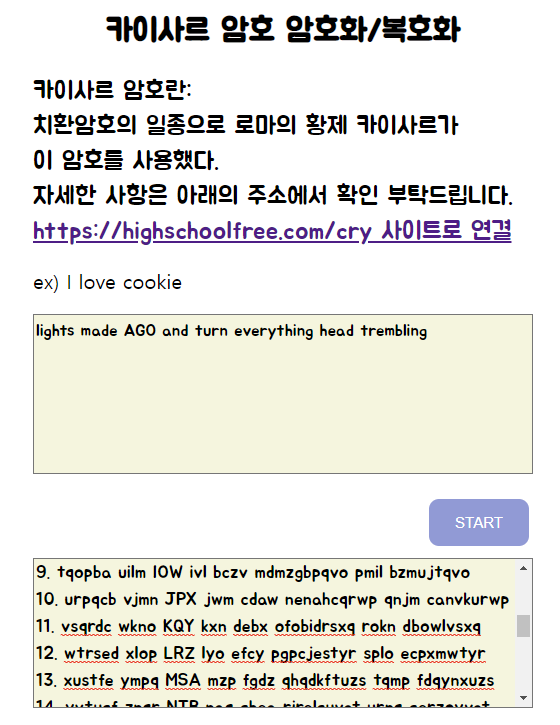 카이사르 암호 암호화/복호화
카이사르 암호란:
치환암호의 일종으로 로마의 황제 카이사르가
이 암호를 사용했다.
자세한 사항은 아래의 주소에서 확인 부탁드립니다.
https://highschoolfree.com/cry 사이트로 연결
ex) I love cookie
lights made AGO and turn everything head trembling
START
9. tqopba uilm IOW ivl bczv mdmzgbpqvo pmil bzmujtqvo
10. urpqcb vjmn JPX jwm cdaw nenahcqrwp qnjm canvkurwp
11. vsqrdc wkno KQY kxn debx ofobidrsxq rokn dbowlvsxq
12. wtrsed xlop LRZ lyo efcy pgpcjestyr splo ecpxmwtyr
13. xustfe ympq MSA mzp fgdz qhqdkftuzs tqmp fdqynxuzs